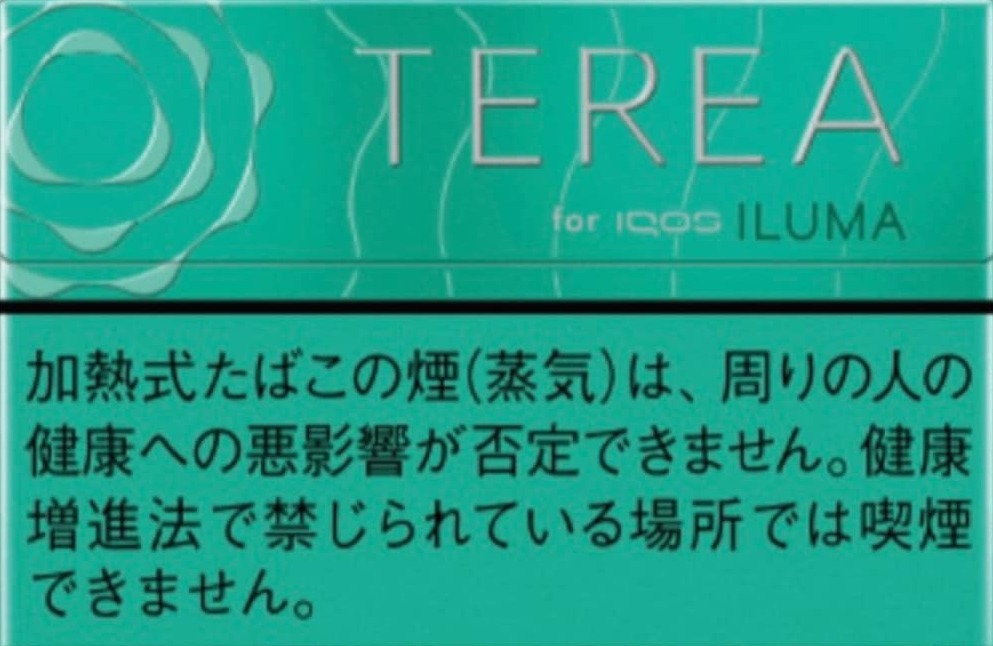 TEREA
for IQOS ILUMA
加熱式たばこの煙(蒸気)は、周りの人の
健康への悪影響が否定できません。健康
増進法で禁じられている場所では喫煙
できません。